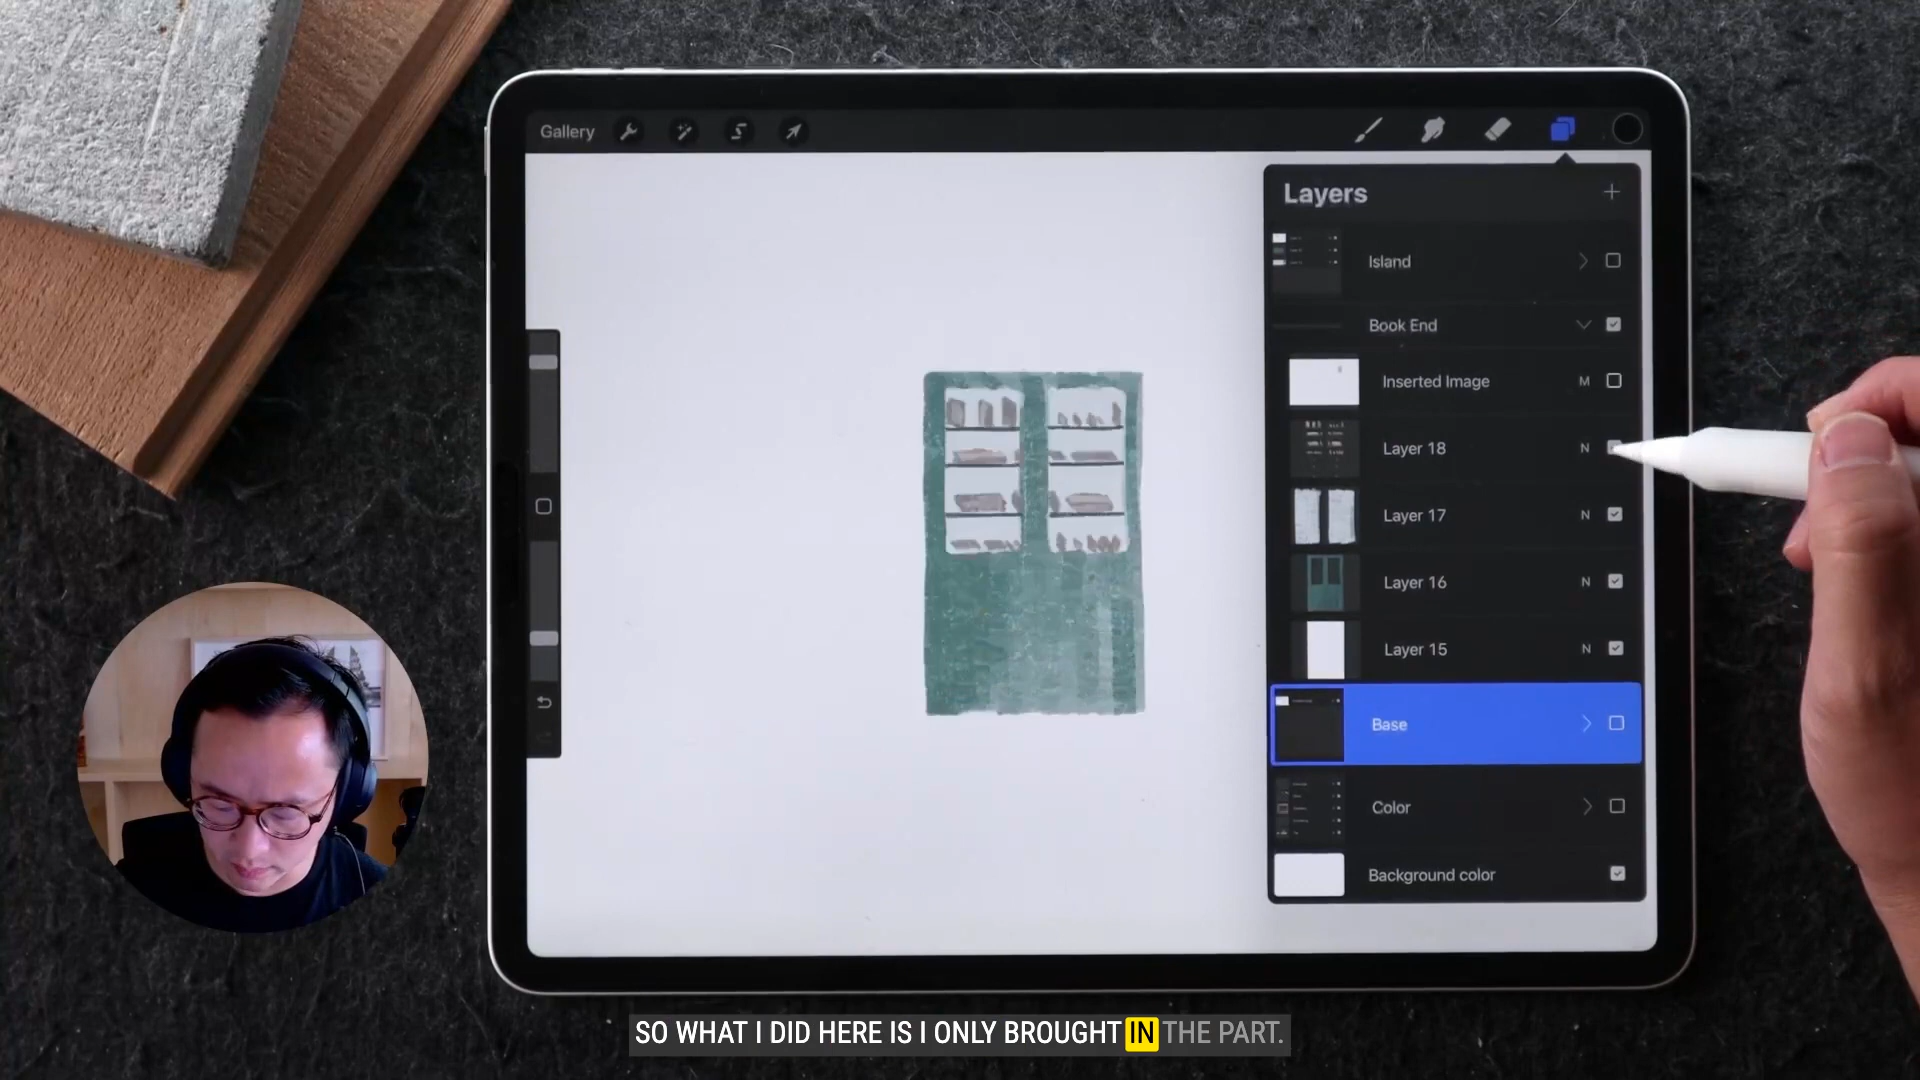 Gallery
Layers
Island
Book End
Inserted Image M
Layer 18 N
Layer 17 N
Layer 16 N
Layer 15 N
Base
Color
Background color
SO WHAT I DID HERE IS I ONLY BROUGHT IN THE PART.